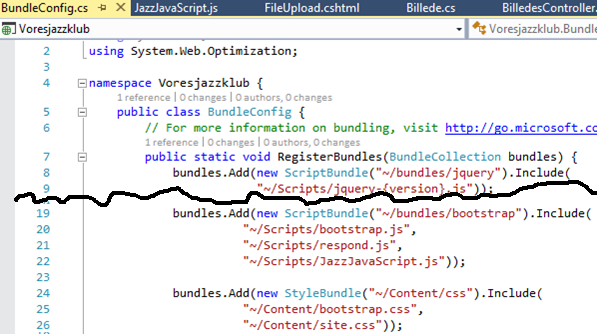 BundleConfig.cs JazzJavaScript.js FileUpload.cshtml Billede.cs BilledesController.
Voresjazzklub Voresjazzklub.Bundle
2 using System.Web.Optimization;
3
4 namespace Voresjazzklub {
1 reference | 0 changes | 0 authors, 0 changes
5 public class BundleConfig {
6 // For more information on bundling, visit http://go.microsoft.co
1 reference | 0 changes | 0 authors, 0 changes
7 public static void RegisterBundles(BundleCollection bundles) {
8 bundles.Add(new ScriptBundle("~/bundles/jquery").Include(
9 "~/Scripts/jquery-{version}.js"));
19 bundles.Add(new ScriptBundle("~/bundles/bootstrap").Include(
20 "~/Scripts/bootstrap.js",
21 "~/Scripts/respond.js",
22 "~/Scripts/JazzJavaScript.js"));
23
24 bundles.Add(new StyleBundle("~/Content/css").Include(
25 "~/Content/bootstrap.css",
26 "~/Content/site.css"));